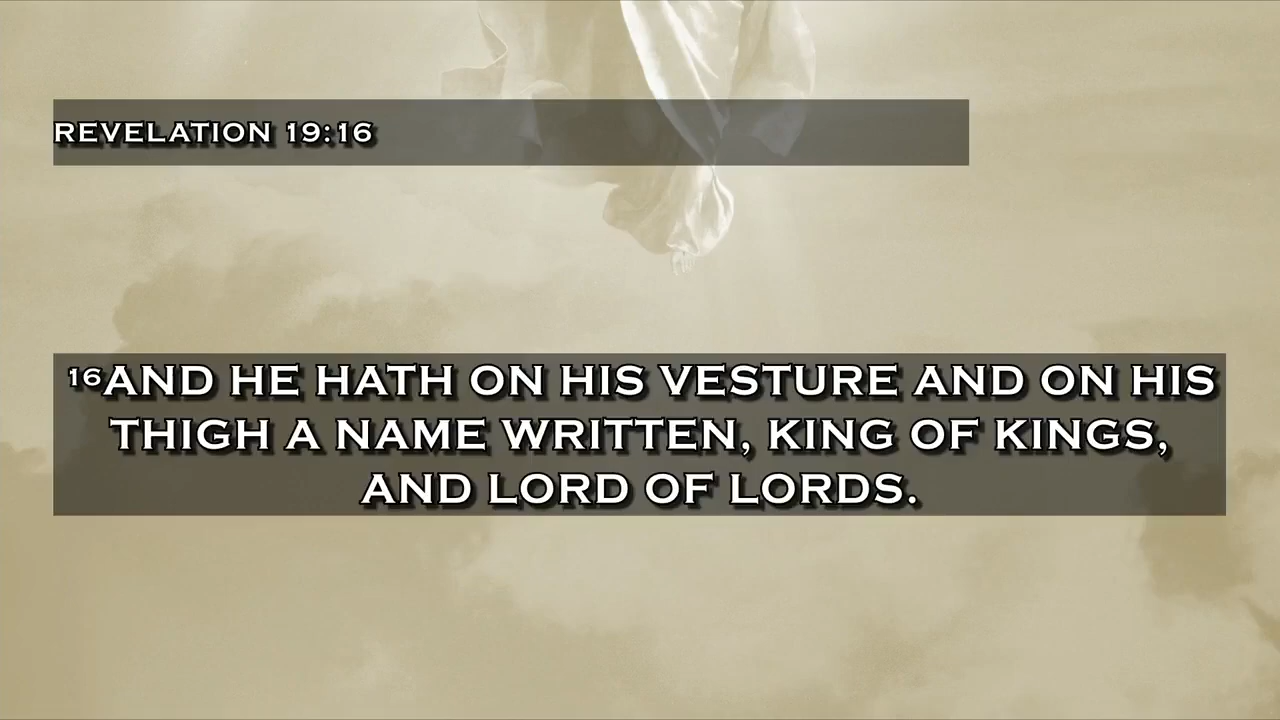 REVELATION 19:16
¹⁶AND HE HATH ON HIS VESTURE AND ON HIS
THIGH A NAME WRITTEN, KING OF KINGS,
AND LORD OF LORDS.